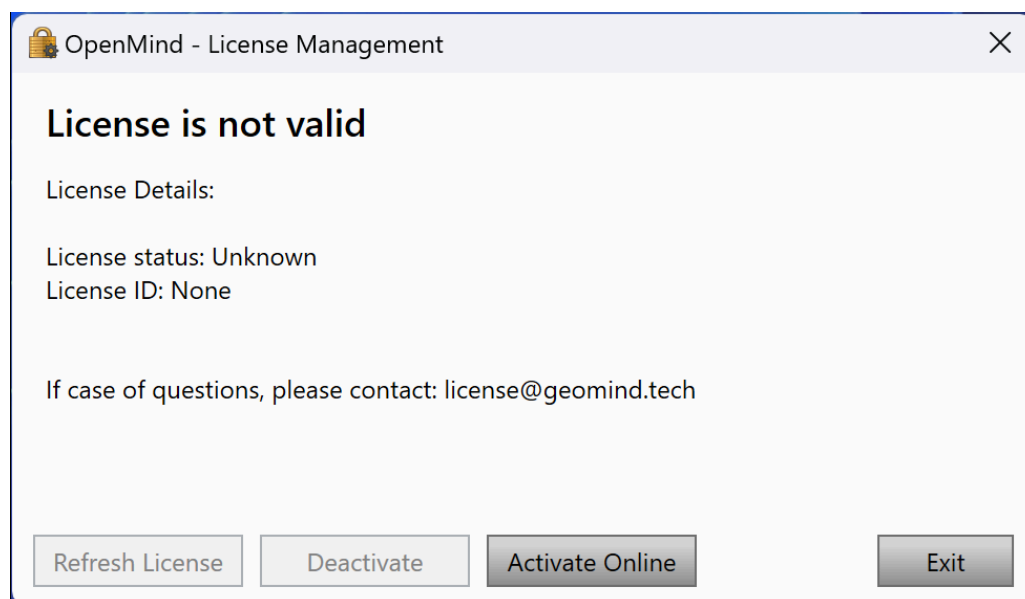 OpenMind - License Management
License is not valid
License Details:
License status: Unknown
License ID: None
If case of questions, please contact: license@geomind.tech
Refresh License Deactivate Activate Online Exit